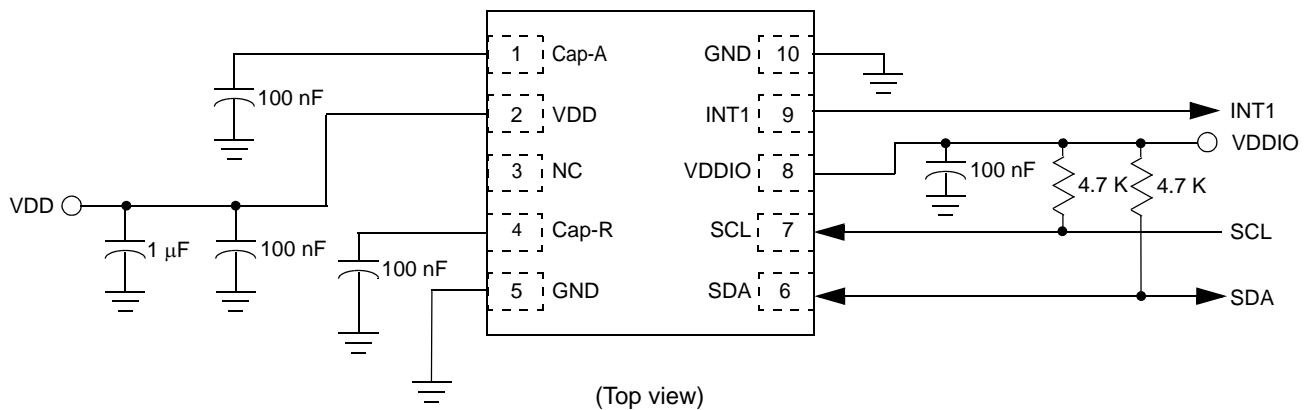 1 Cap-A
100 nF
2 VDD
3 NC
VDD
1 μF
100 nF
4 Cap-R
100 nF
5 GND
GND 10
INT1 9
INT1
VDDIO
VDDIO 8
100 nF
4.7 K
4.7 K
SCL 7
SCL
SDA 6
SDA
(Top view)